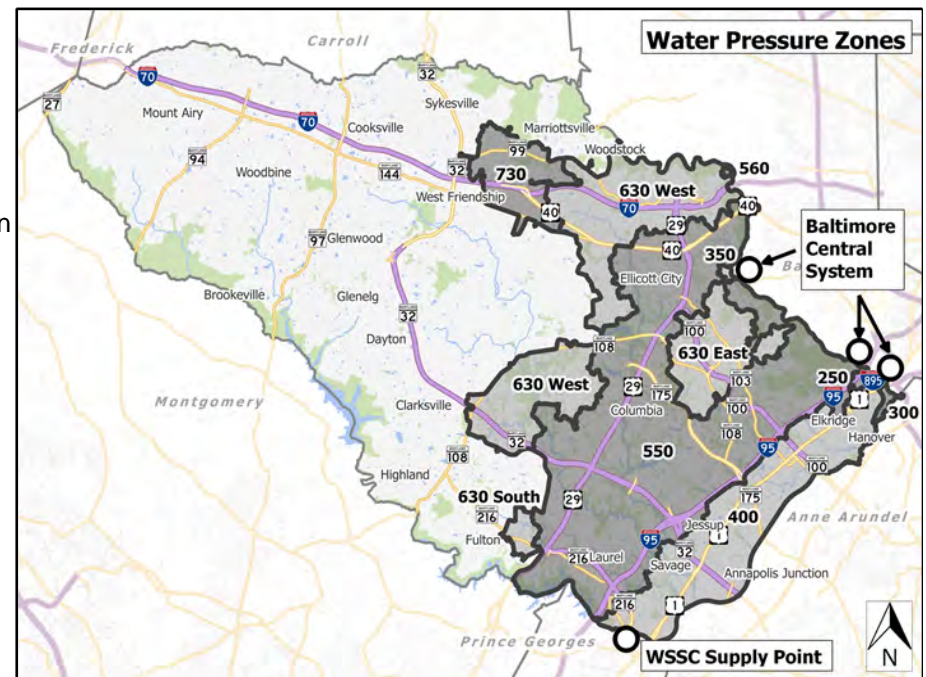 m
Water Pressure Zones
Frederick
Carroll
70
32
27
Mount Airy
Sykesville
70
Cooksville
Marriottsville
99
Woodstock
94
144
32
730
560
Woodbine
West Friendship
630 West
70
40
40
29
Baltimore
Central
System
97
Glenwood
40
350
Ba
Ellicott City
Brookeville
Glenelg
32
100
100
Dayton
108
630 East
630 West
250
895
29
103
95
1
Montgomery
Clarksville
175
Columbia
100
Elkridge
300
32
108
Hanover
108
550
95
100
Highland
630 South
175
29
400
Anne Arundel
216
Jessup
1
Fulton
95
32
216
Laurel
Savage
Annapolis Junction
216
1
Prince Georges
WSSC Supply Point
N